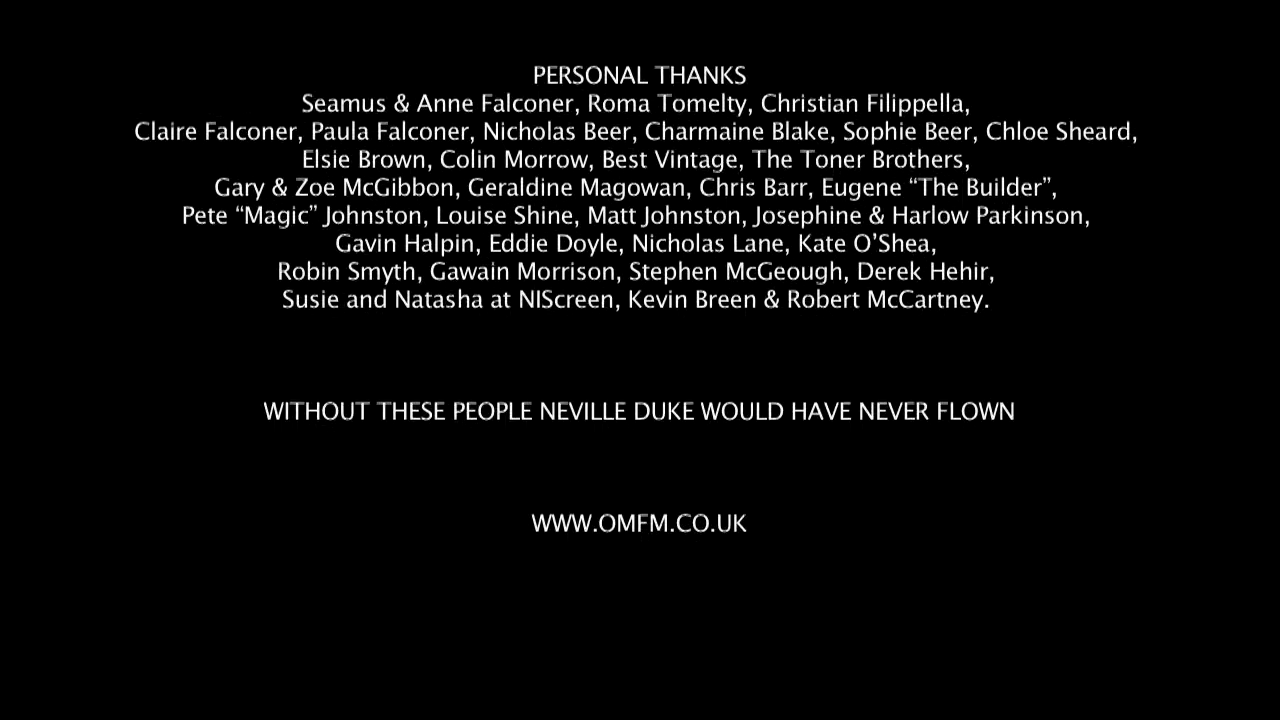 PERSONAL THANKS
Seamus & Anne Falconer, Roma Tomelty, Christian Filippella,
Claire Falconer, Paula Falconer, Nicholas Beer, Charmaine Blake, Sophie Beer, Chloe Sheard,
Elsie Brown, Colin Morrow, Best Vintage, The Toner Brothers,
Gary & Zoe McGibbon, Geraldine Magowan, Chris Barr, Eugene “The Builder”,
Pete “Magic” Johnston, Louise Shine, Matt Johnston, Josephine & Harlow Parkinson,
Gavin Halpin, Eddie Doyle, Nicholas Lane, Kate O’Shea,
Robin Smyth, Gawain Morrison, Stephen McGeough, Derek Hehir,
Susie and Natasha at NIScreen, Kevin Breen & Robert McCartney.
WITHOUT THESE PEOPLE NEVILLE DUKE WOULD HAVE NEVER FLOWN
WWW.OMFM.CO.UK